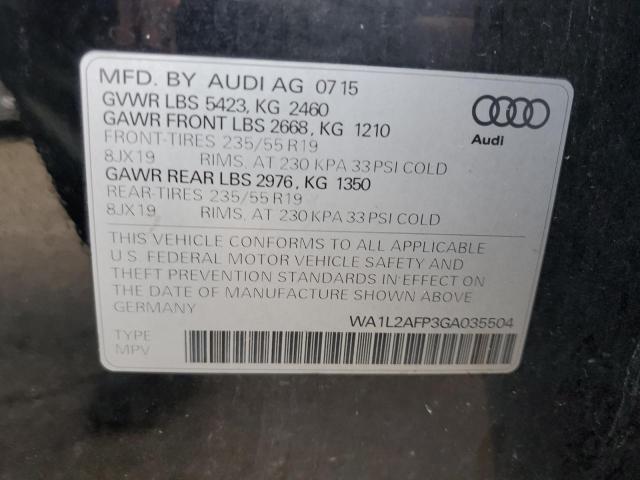 MFD. BY AUDI AG 07 15
GVWR LBS 5423, KG 2460
GAWR FRONT LBS 2668, KG 1210
FRONT-TIRES 235/55 R19
8JX19 RIMS, AT 230 KPA 33 PSI COLD
GAWR REAR LBS 2976, KG 1350
REAR-TIRES 235/55 R19
8JX19 RIMS, AT 230 KPA 33 PSI COLD
Audi
THIS VEHICLE CONFORMS TO ALL APPLICABLE
U.S. FEDERAL MOTOR VEHICLE SAFETY AND
THEFT PREVENTION STANDARDS IN EFFECT ON
THE DATE OF MANUFACTURE SHOWN ABOVE.
GERMANY
WA1L2AFP3GA035504
TYPE
MPV